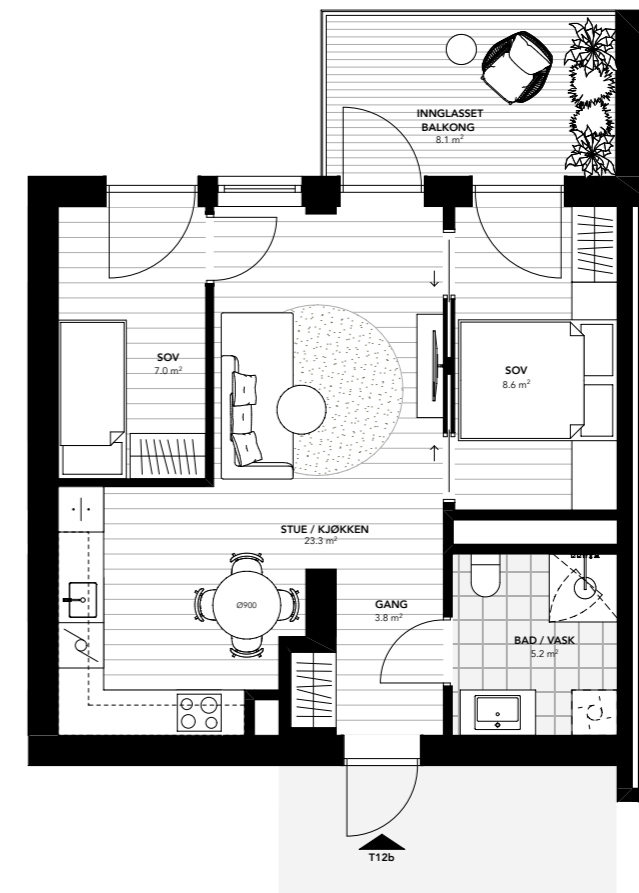 INNGLASSET
BALKONG
8.1 m²
SOV
7.0 m²
SOV
8.6 m²
STUE / KJØKKEN
23.3 m²
Ø900
GANG
3.8 m²
BAD / VASK
5.2 m²
T12b